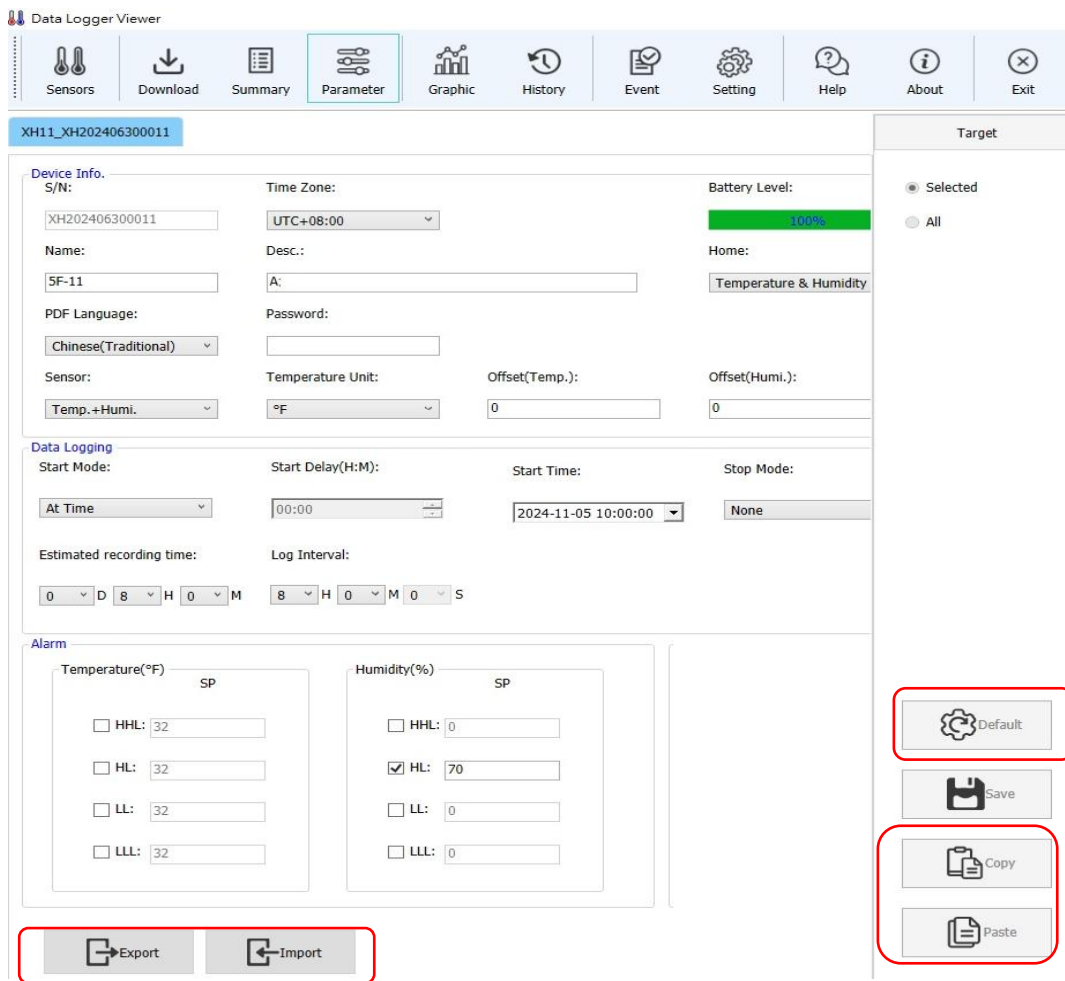 Data Logger Viewer
Sensors Download Summary Parameter Graphic History Event Setting Help About Exit
XH11_XH202406300011
Target
Device Info.
S/N: Time Zone: Battery Level:
Selected
XH202406300011 UTC+08:00 100%
All
Name: Desc.: Home:
5F-11 A: Temperature & Humidity
PDF Language: Password:
Chinese(Traditional)
Sensor: Temperature Unit: Offset(Temp.): Offset(Humi.):
Temp.+Humi. °F 0 0
Data Logging
Start Mode: Start Delay(H:M): Start Time: Stop Mode:
At Time 00:00 2024-11-05 10:00:00 None
Estimated recording time: Log Interval:
0 D 8 H 0 M 8 H 0 M 0 S
Alarm
Temperature(°F) Humidity(%)
SP SP
HHL: 32 HHL: 0
Default
HL: 32 HL: 70
Save
LL: 32 LL: 0
LLL: 32 LLL: 0
Copy
Paste
Export Import